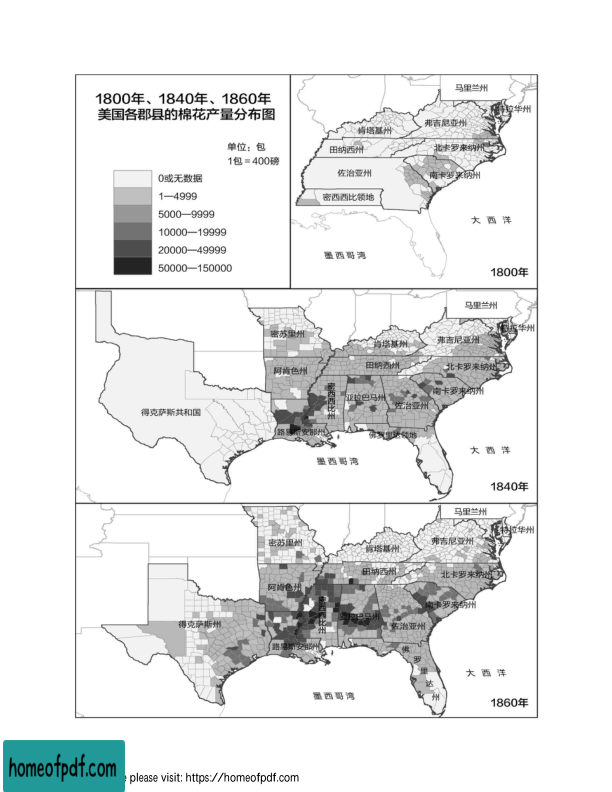 1800年、1840年、1860年
美国各郡县的棉花产量分布图
单位：包
1包＝400磅
0或无数据
1—4999
5000—9999
10000—19999
20000—49999
50000—150000
马里兰州
特拉华州
弗吉尼亚州
肯塔基州
北卡罗来纳州
田纳西州
南卡罗来纳州
佐治亚州
密西西比领地
大西洋
墨西哥湾
1800年
马里兰州
特拉华州
弗吉尼亚州
密苏里州
肯塔基州
田纳西州
北卡罗来纳州
阿肯色州
南卡罗来纳州
密西西比州
亚拉巴马州
佐治亚州
得克萨斯共和国
路易斯安那州
佛罗里达领地
大西洋
墨西哥湾
1840年
马里兰州
特拉华州
弗吉尼亚州
密苏里州
肯塔基州
田纳西州
北卡罗来纳州
阿肯色州
南卡罗来纳州
密西西比州
得克萨斯州
佐治亚州
路易斯安那州
佛罗里达州
大西洋
墨西哥湾
1860年
homeofpdf.com
e please visit: https://homeofpdf.com